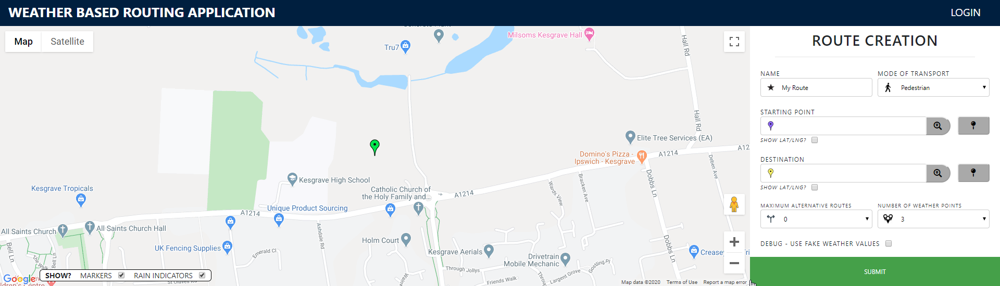 WEATHER BASED ROUTING APPLICATION
LOGIN
Map
Satellite
Tru7
Milsoms Kesgrave Hall
Hall Rd
Hall Rd
Elite Tree Services (EA)
Domino's Pizza -
Ipswich - Kesgrave
A1214
A12
Deben Ave
Dobbs Ln
Bracken Ave
Wards View
Kesgrave High School
Catholic Church of
the Holy Family and...
A1214
Kesgrave Tropicals
Unique Product Sourcing
A1214
All Saints Church
All Saints Church Hall
Ashdale Rd
Bell Ln
Bell Ln
UK Fencing Supplies
Emerald Cl
Holm Court
Kesgrave Aerials
Drivetrain
Mobile Mechanic
Gostling Pl
Dobbs Ln
Through Jollys
Largent Grove
Friends Walk
SHOW? MARKERS RAIN INDICATORS
Google
Map data ©2020 Terms of Use Report a map error
ROUTE CREATION
NAME
MODE OF TRANSPORT
My Route
Pedestrian
STARTING POINT
SHOW LAT/LNG?
DESTINATION
SHOW LAT/LNG?
MAXIMUM ALTERNATIVE ROUTES
NUMBER OF WEATHER POINTS
0
3
DEBUG - USE FAKE WEATHER VALUES
SUBMIT